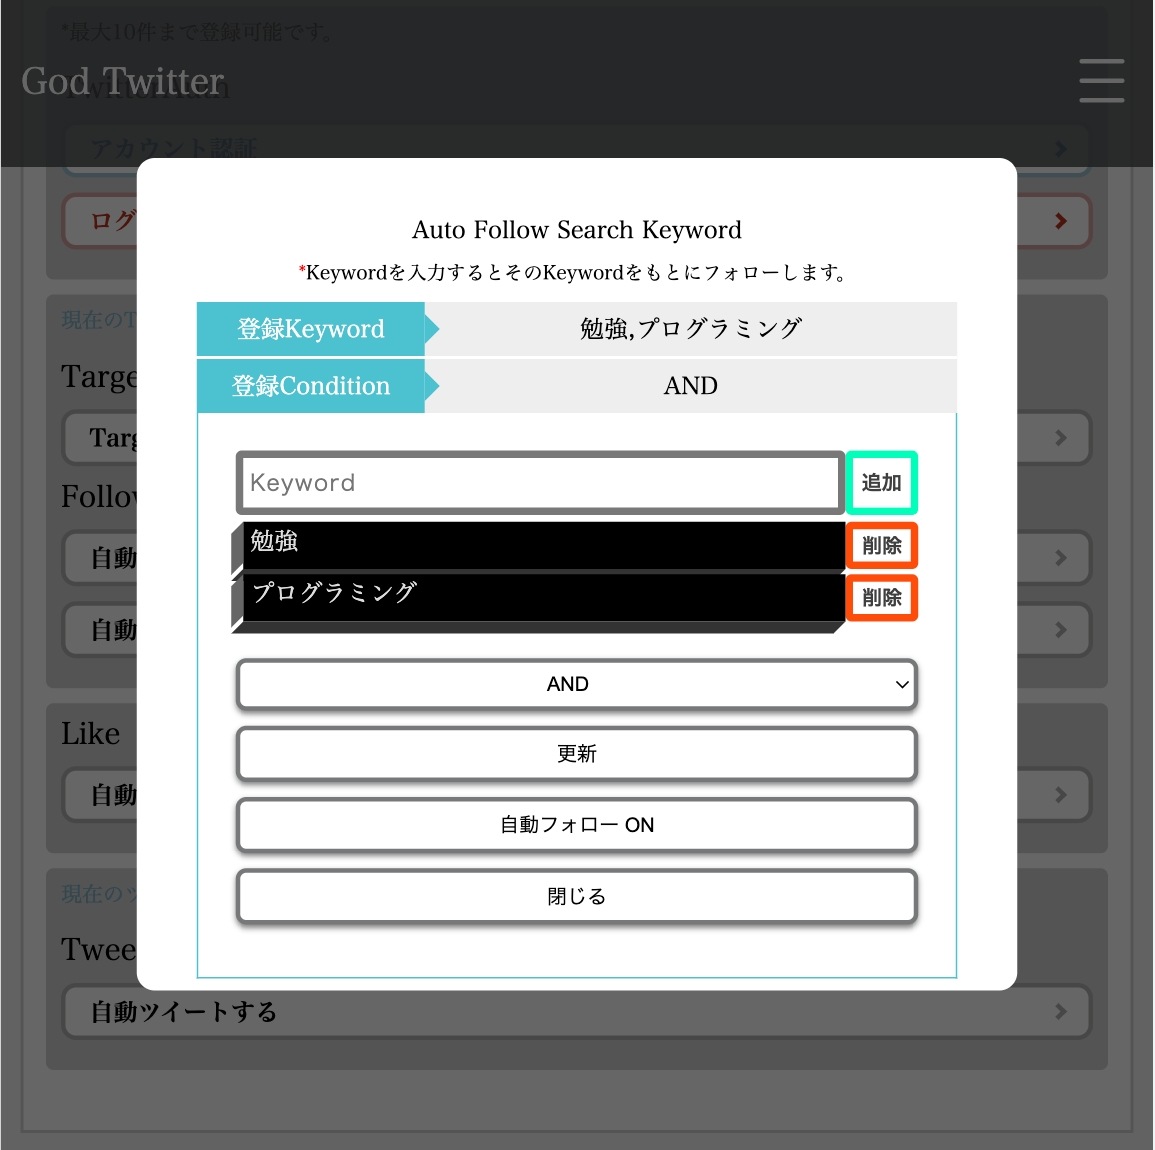 *最大10件まで登録可能です。
God Twitter
アカウント認証
ログ
Auto Follow Search Keyword
*Keywordを入力するとそのKeywordをもとにフォローします。
登録Keyword
勉強,プログラミング
登録Condition
AND
Keyword
追加
勉強
削除
プログラミング
削除
AND
更新
自動フォロー ON
閉じる
現在のT
Targe
Targ
Follow
自動
自動
Like
自動
現在のツ
Twee
自動ツイートする